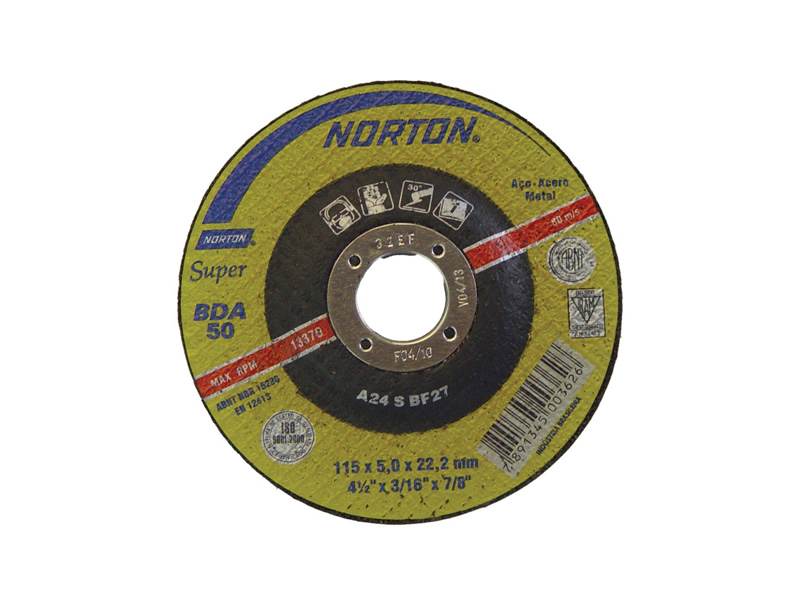 NORTON®
Aço-Acero
Metal
80 m/s
30°
NORTON®
Super
BDA
50
32EF
V04/13
F04/10
ABNT
MAX RPM 13370
ABNT NBR 15230
EN 12413
ISO
9001:2000
A24 S BF27
115 x 5,0 x 22,2 mm
4½" x 3/16" x 7/8"
7 891345 003626
INDÚSTRIA BRASILEIRA